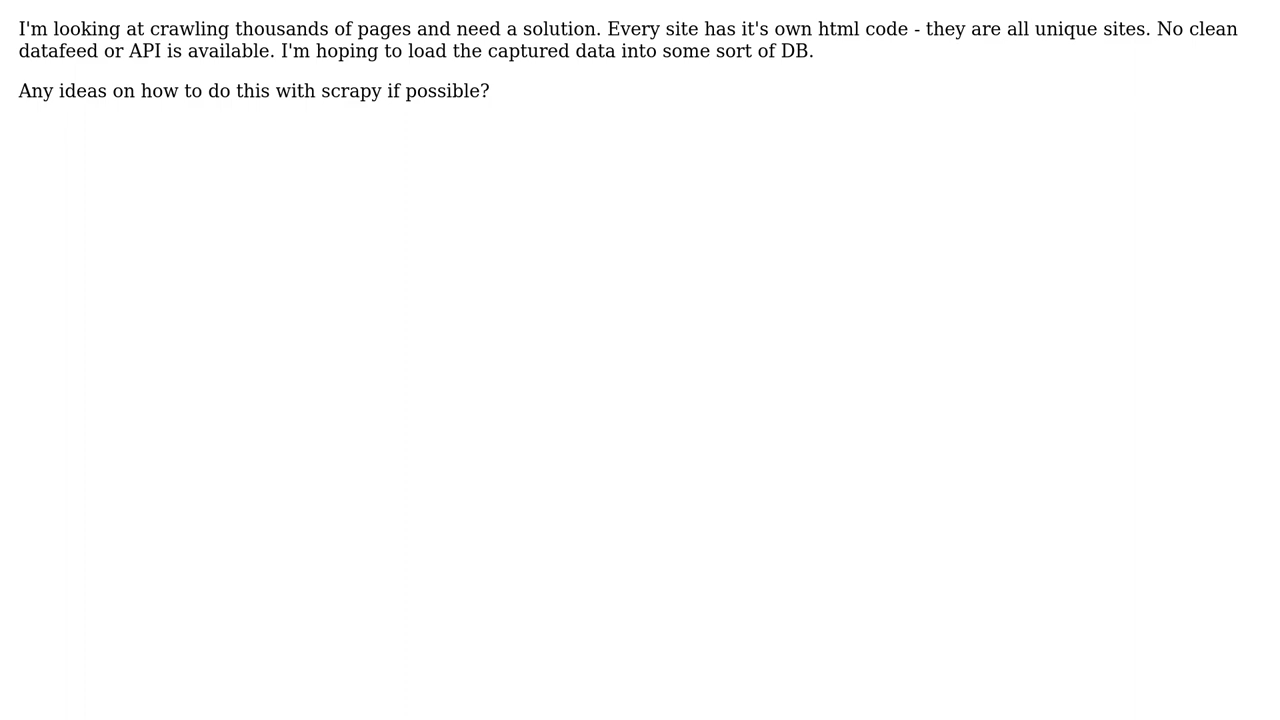 I'm looking at crawling thousands of pages and need a solution. Every site has it's own html code - they are all unique sites. No clean
datafeed or API is available. I'm hoping to load the captured data into some sort of DB.
Any ideas on how to do this with scrapy if possible?